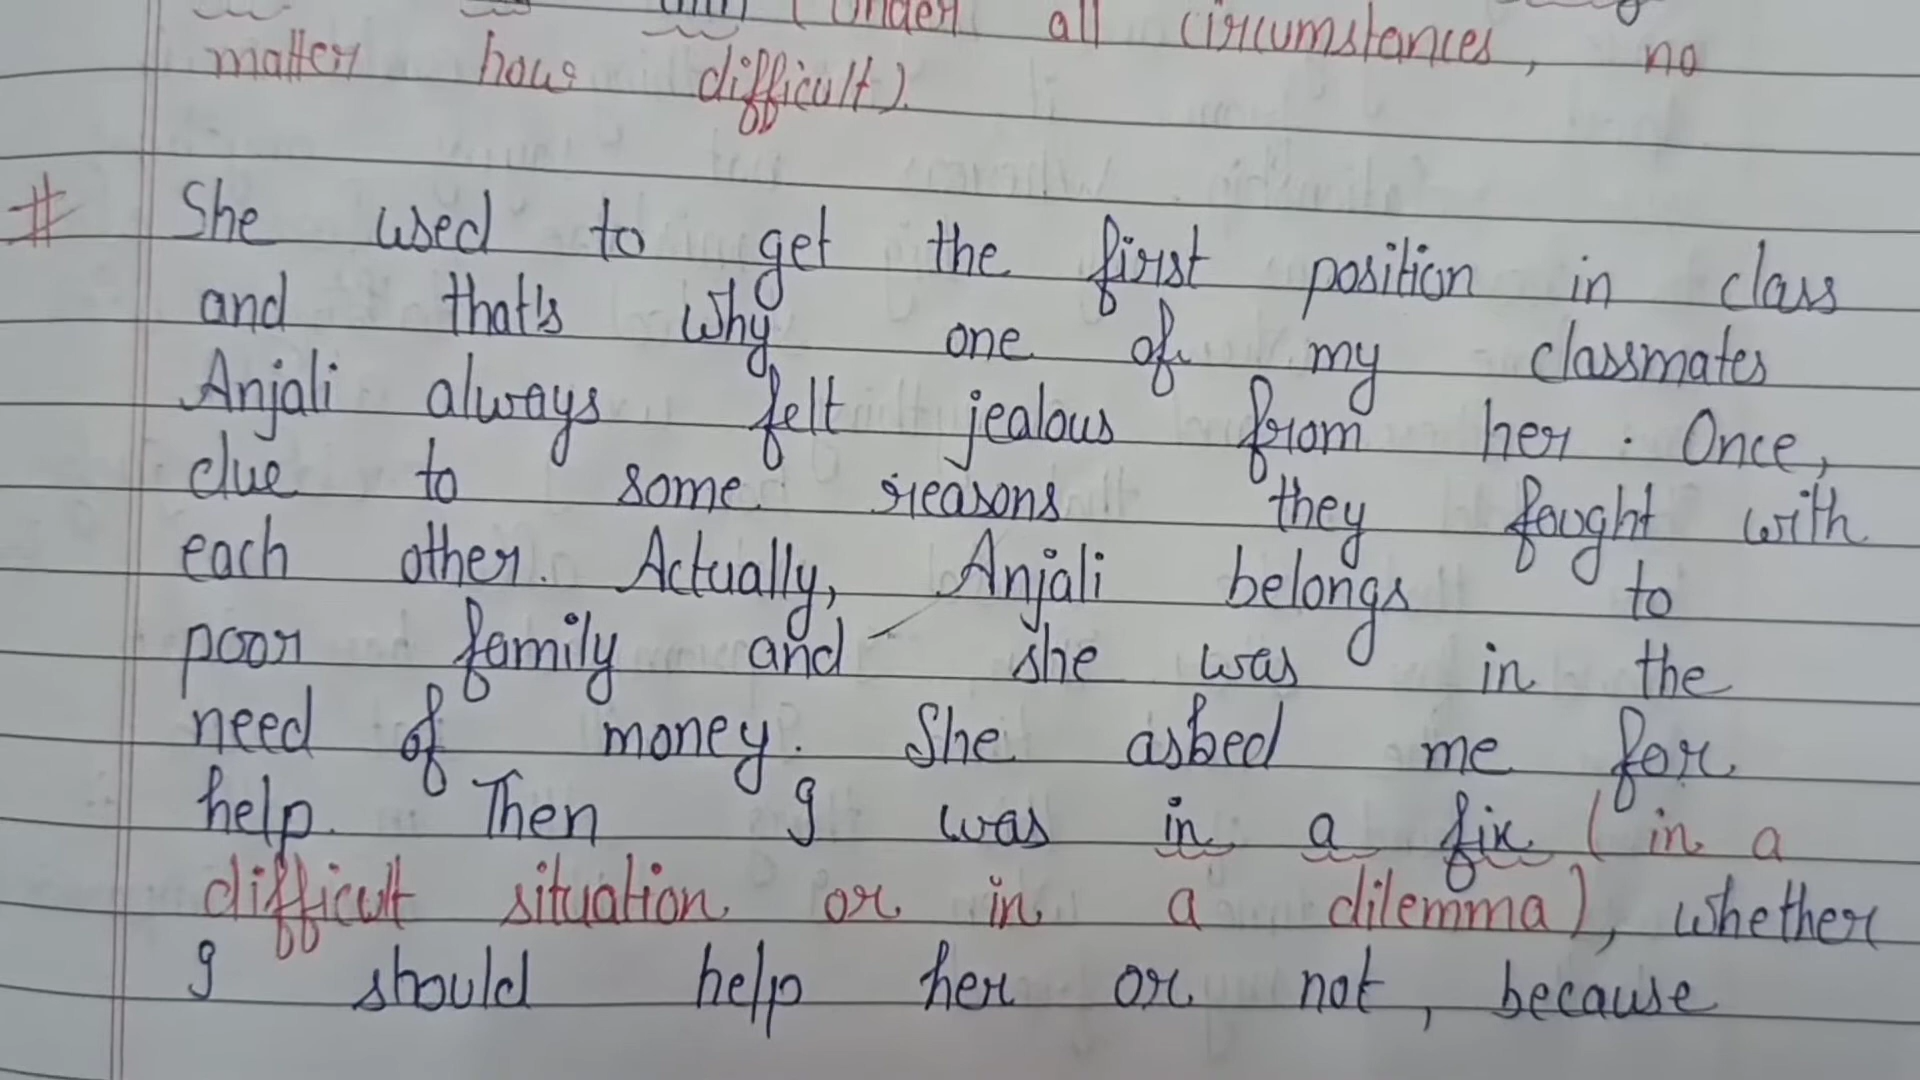 (Under all circumstances, no
matter how difficult).
# She used to get the first position in class
and that's why one of my classmates
Anjali always felt jealous from her. Once,
due to some reasons they fought with
each other. Actually, Anjali belongs to
poor family and she was in the
need of money. She asked me for
help. Then I was in a fix (in a
difficult situation or in a dilemma), whether
I should help her or not, because